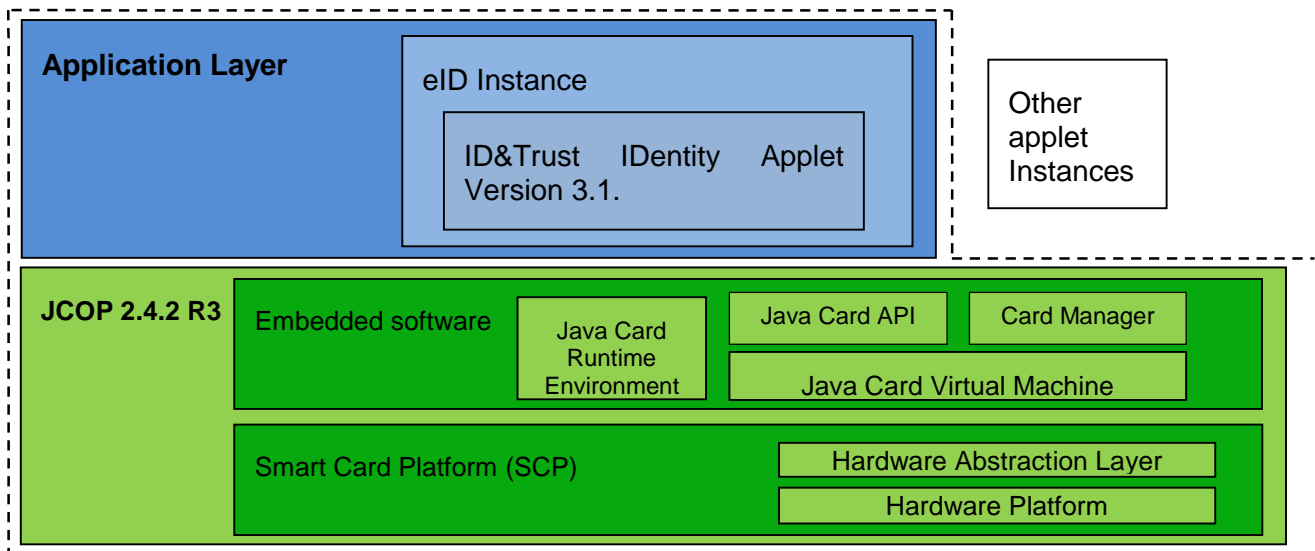 Application Layer
eID Instance
ID&Trust IDentity Applet
Version 3.1.
Other
applet
Instances
JCOP 2.4.2 R3
Embedded software
Java Card
Runtime
Environment
Java Card API
Card Manager
Java Card Virtual Machine
Smart Card Platform (SCP)
Hardware Abstraction Layer
Hardware Platform